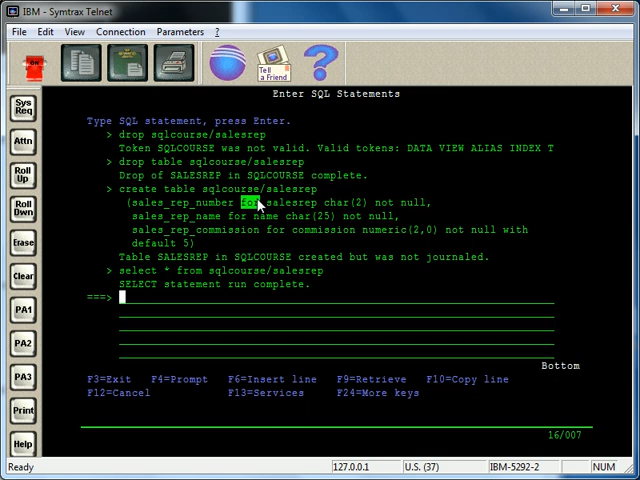 IBM - Symtrax Telnet
File Edit View Connection Parameters ?
ON
Tell a Friend
Sys Req
Attn
Roll Up
Roll Dwn
Erase
Clear
PA1
PA2
PA3
Print
Help
Enter SQL Statements
Type SQL statement, press Enter.
> drop sqlcourse/salesrep
Token SQLCOURSE was not valid. Valid tokens: DATA VIEW ALIAS INDEX T
> drop table sqlcourse/salesrep
Drop of SALESREP in SQLCOURSE complete.
> create table sqlcourse/salesrep
(sales_rep_number for salesrep char(2) not null,
sales_rep_name for name char(25) not null,
sales_rep_commission for commission numeric(2,0) not null with
default 5)
Table SALESREP in SQLCOURSE created but was not journaled.
> select * from sqlcourse/salesrep
SELECT statement run complete.
===>
Bottom
F3=Exit F4=Prompt F6=Insert line F9=Retrieve F10=Copy line
F12=Cancel F13=Services F24=More keys
16/007
Ready 127.0.0.1 U.S. (37) IBM-5292-2 NUM